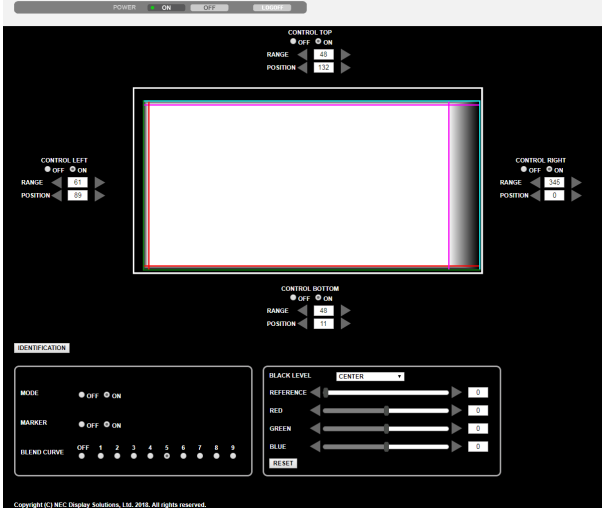 POWER ON OFF LOGOFF
CONTROL TOP
OFF ON
RANGE 48
POSITION 132
CONTROL LEFT
OFF ON
RANGE 61
POSITION 89
CONTROL RIGHT
OFF ON
RANGE 345
POSITION 0
CONTROL BOTTOM
OFF ON
RANGE 48
POSITION 11
IDENTIFICATION
MODE OFF ON
MARKER OFF ON
OFF 1 2 3 4 5 6 7 8 9
BLEND CURVE
BLACK LEVEL CENTER
REFERENCE 0
RED 0
GREEN 0
BLUE 0
RESET
Copyright (C) NEC Display Solutions, Ltd. 2018. All rights reserved.